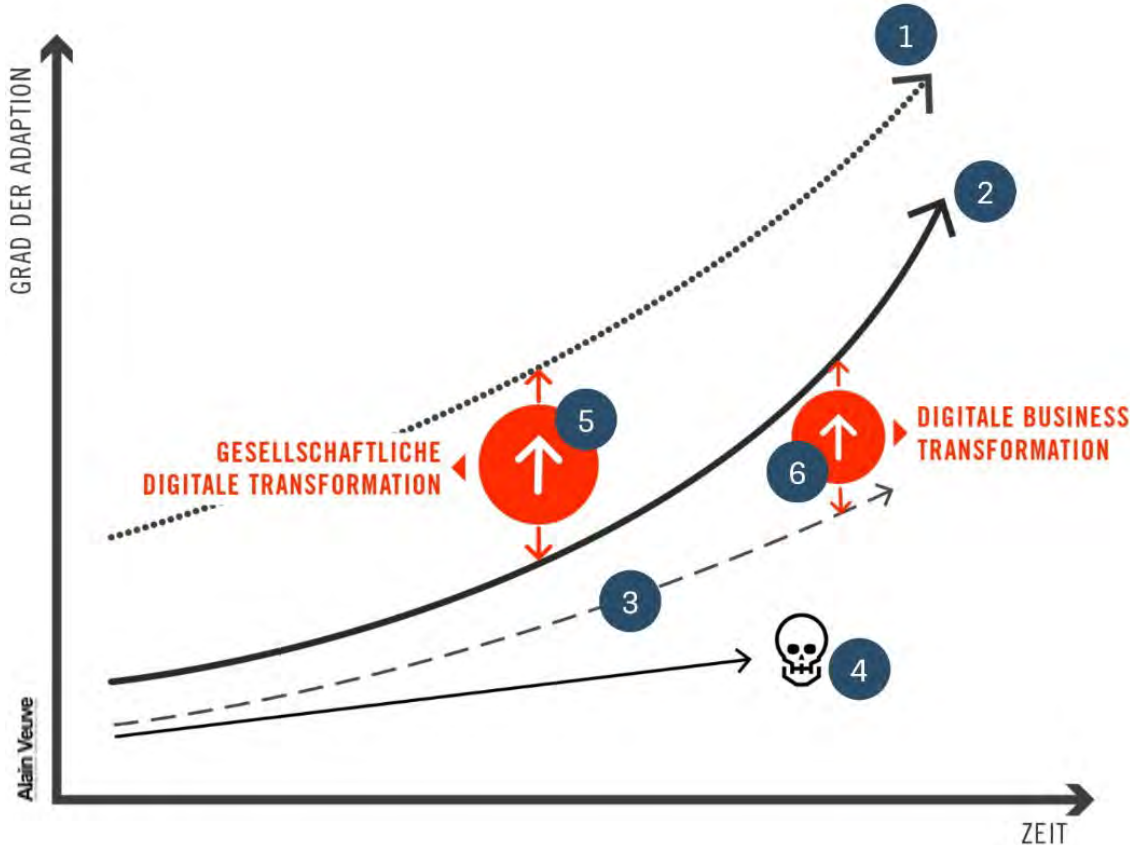 1
GRAD DER ADAPTION
2
5
DIGITALE BUSINESS
TRANSFORMATION
GESELLSCHAFTLICHE
DIGITALE TRANSFORMATION
6
3
4
Alain Veuve
ZEIT